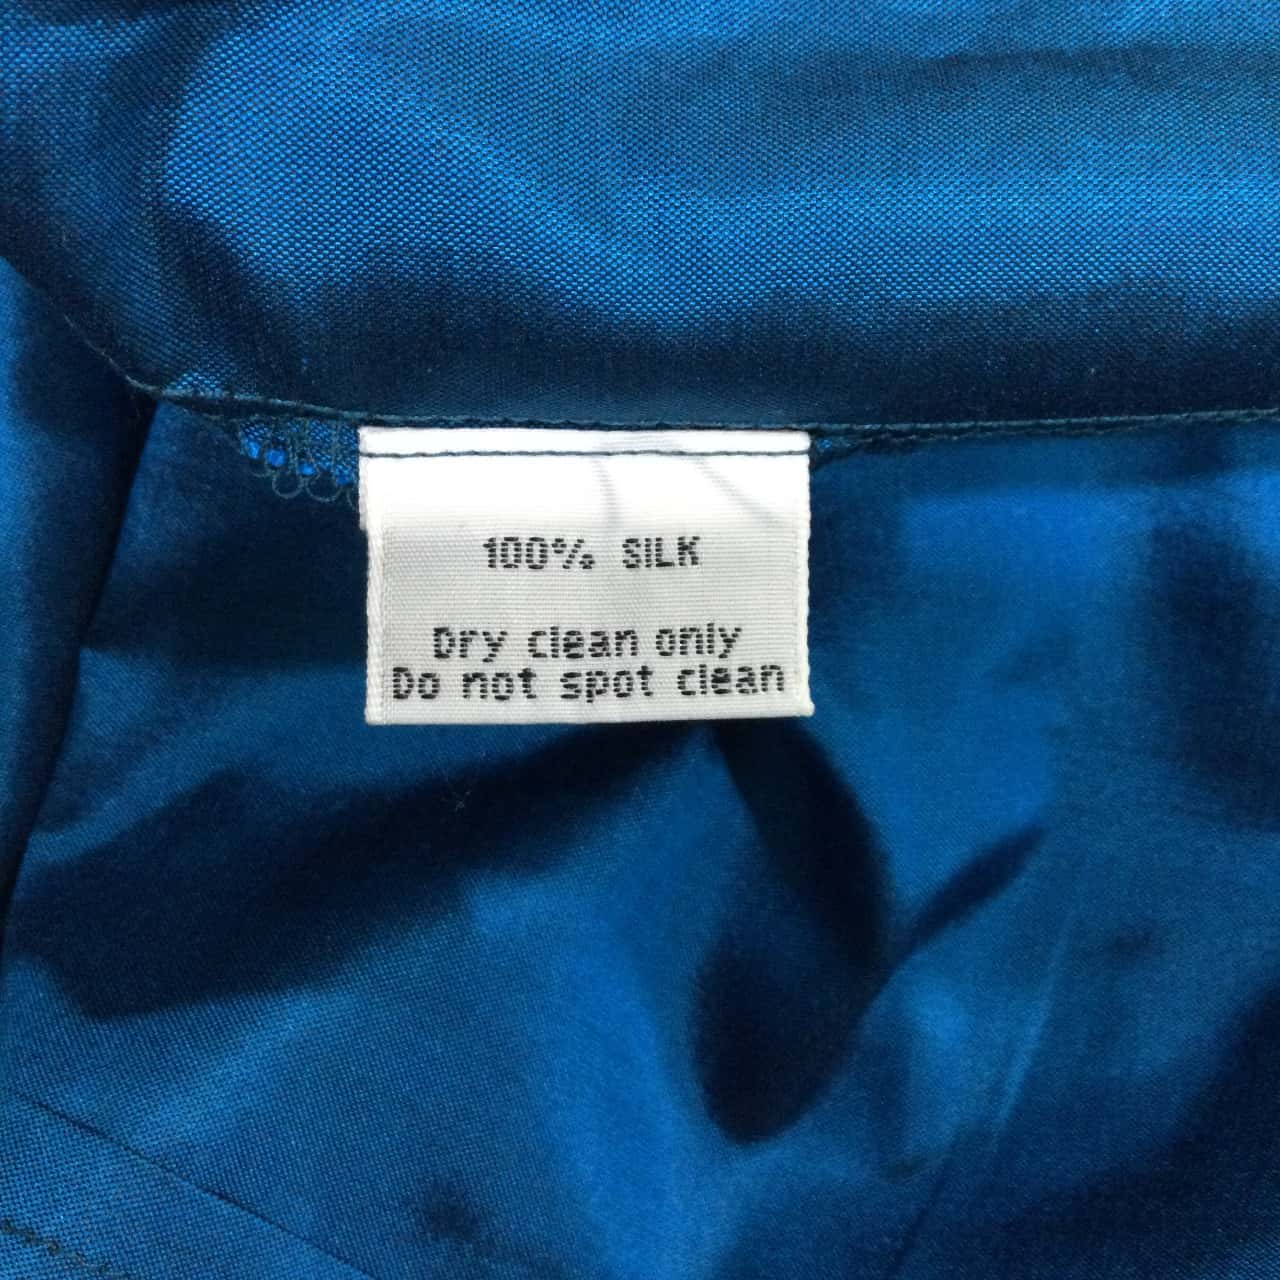 100% SILK
Dry clean only
Do not spot clean